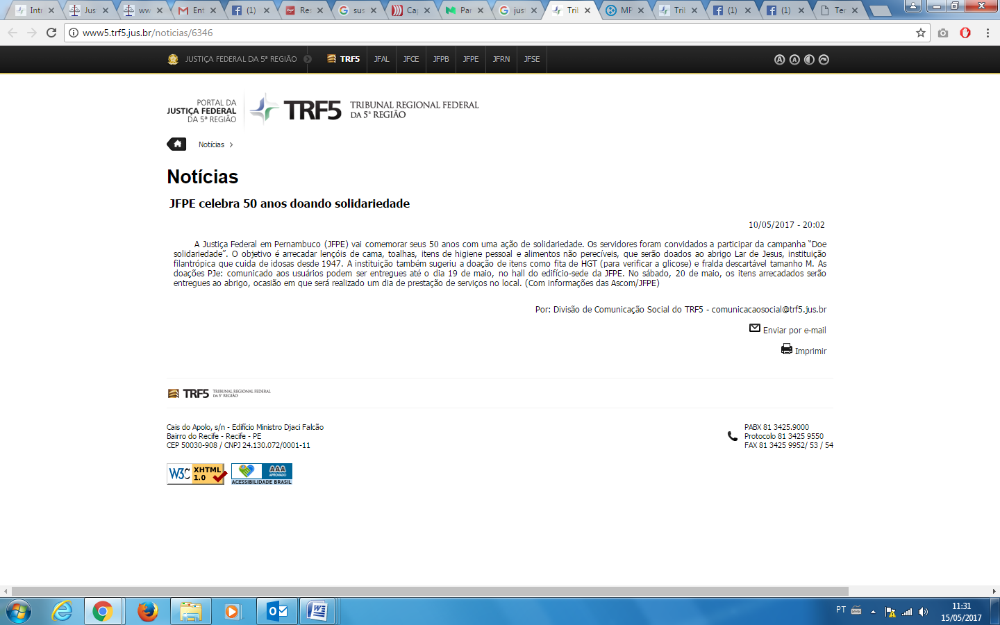 Intr
Jus
ww
Ent
(1)
Res
sus
Cap
Par
just
Trib
MP
Trib
(1)
(1)
Ter
www5.trf5.jus.br/noticias/6346
JUSTIÇA FEDERAL DA 5ª REGIÃO TRF5 JFAL JFCE JFPB JFPE JFRN JFSE
PORTAL DA
JUSTIÇA FEDERAL
DA 5ª REGIÃO
TRF5
TRIBUNAL REGIONAL FEDERAL
DA 5ª REGIÃO
Notícias
Notícias
JFPE celebra 50 anos doando solidariedade
10/05/2017 - 20:02
A Justiça Federal em Pernambuco (JFPE) vai comemorar seus 50 anos com uma ação de solidariedade. Os servidores foram convidados a participar da campanha “Doe
solidariedade”. O objetivo é arrecadar lençóis de cama, toalhas, itens de higiene pessoal e alimentos não perecíveis, que serão doados ao abrigo Lar de Jesus, instituição
filantrópica que cuida de idosas desde 1947. A instituição também sugeriu a doação de itens como fita de HGT (para verificar a glicose) e fralda descartável tamanho M. As
doações PJe: comunicado aos usuários podem ser entregues até o dia 19 de maio, no hall do edifício-sede da JFPE. No sábado, 20 de maio, os itens arrecadados serão
entregues ao abrigo, ocasião em que será realizado um dia de prestação de serviços no local. (Com informações das Ascom/JFPE)
Por: Divisão de Comunicação Social do TRF5 - comunicacaosocial@trf5.jus.br
Enviar por e-mail
Imprimir
TRF5
TRIBUNAL REGIONAL FEDERAL
DA 5ª REGIÃO
Cais do Apolo, s/n - Edifício Ministro Djaci Falcão
Bairro do Recife - Recife - PE
CEP 50030-908 / CNPJ 24.130.072/0001-11
PABX 81 3425.9000
Protocolo 81 3425 9550
FAX 81 3425 9952/ 53 / 54
W3C XHTML 1.0
AAA
APROVADO
ACESSIBILIDADE BRASIL
PT
11:31
15/05/2017